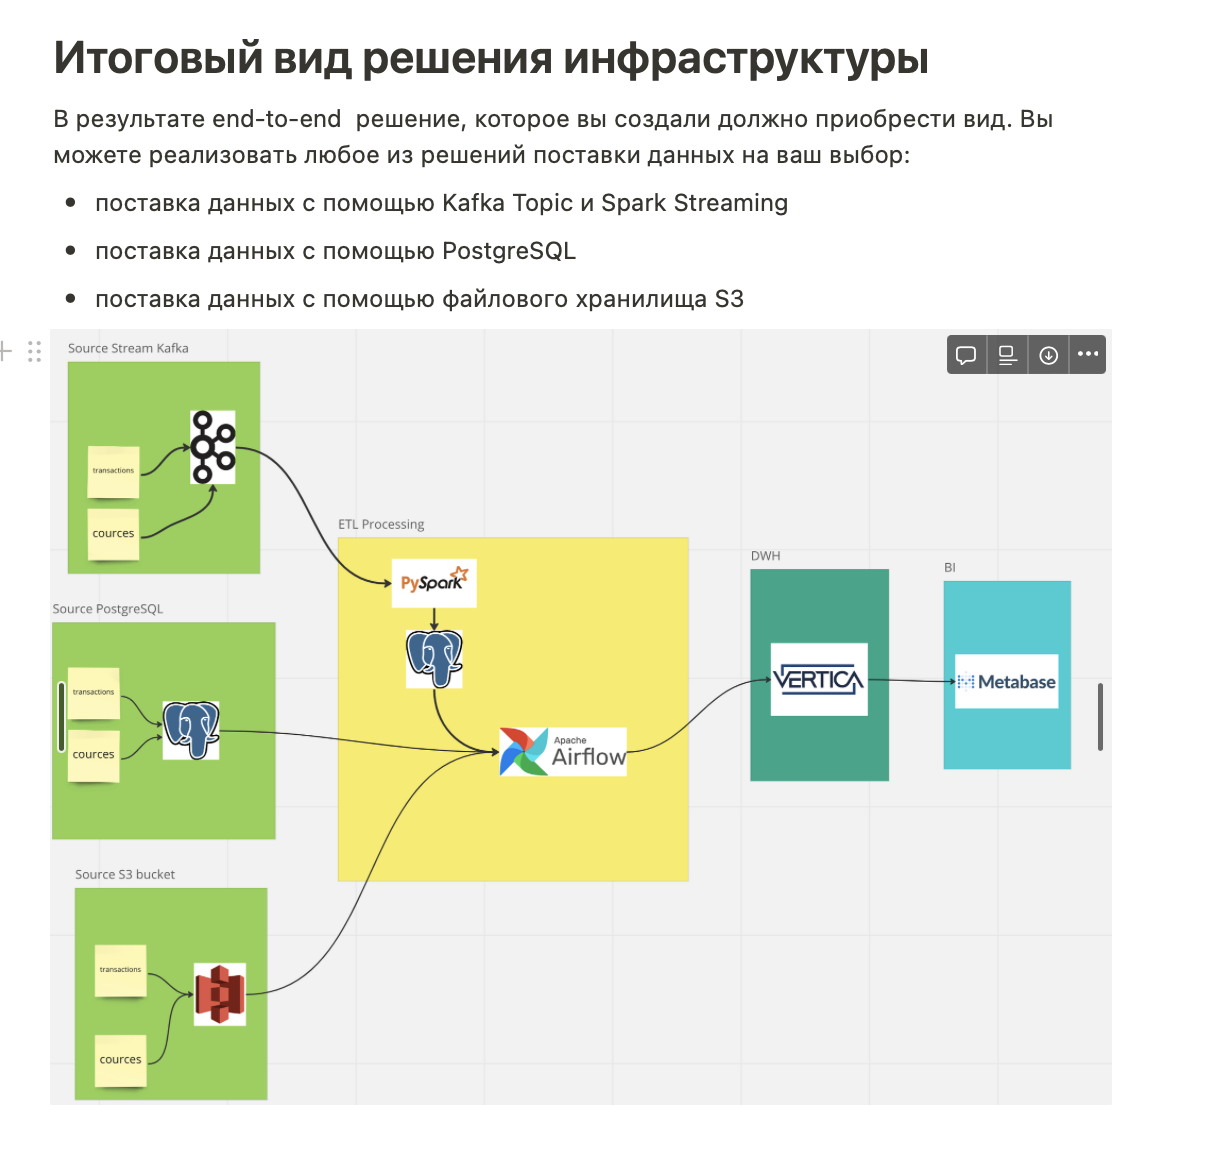 Итоговый вид решения инфраструктуры
В результате end-to-end  решение, которое вы создали должно приобрести вид. Вы
можете реализовать любое из решений поставки данных на ваш выбор:
поставка данных с помощью Kafka Topic и Spark Streaming
поставка данных с помощью PostgreSQL
поставка данных с помощью файлового хранилища S3
Source Stream Kafka
transactions
cources
ETL Processing
PySpark
DWH
BI
Source PostgreSQL
transactions
cources
VERTICA
Metabase
Apache
Airflow
Source S3 bucket
transactions
cources